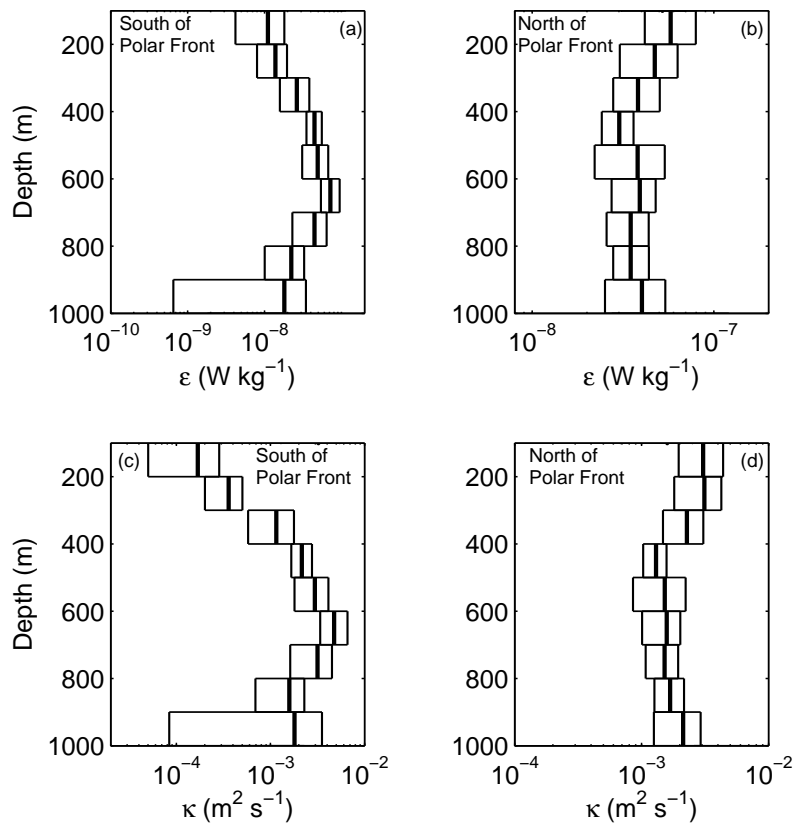 South of
Polar Front
(a)
200
400
600
800
1000
Depth (m)
10⁻¹⁰ 10⁻⁹ 10⁻⁸
ε (W kg⁻¹)
North of
Polar Front
(b)
200
400
600
800
1000
10⁻⁸ 10⁻⁷
ε (W kg⁻¹)
(c)
South of
Polar Front
200
400
600
800
1000
Depth (m)
10⁻⁴ 10⁻³ 10⁻²
κ (m² s⁻¹)
North of
Polar Front
(d)
200
400
600
800
1000
10⁻⁴ 10⁻³ 10⁻²
κ (m² s⁻¹)